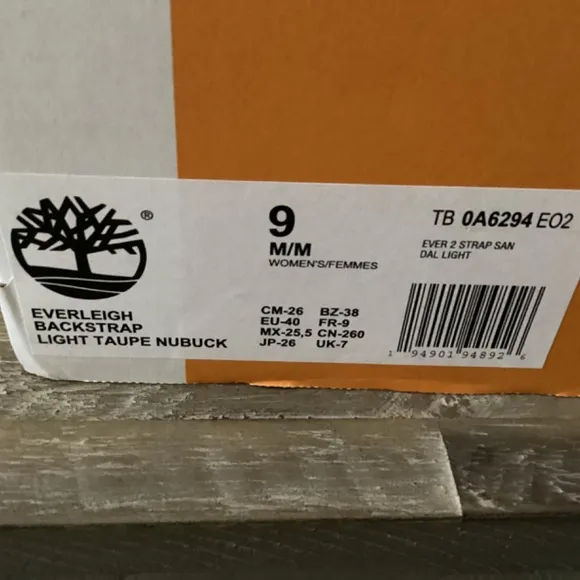 ®
EVERLEIGH
BACKSTRAP
LIGHT TAUPE NUBUCK
9
M/M
WOMEN'S/FEMMES
CM-26 BZ-38
EU-40 FR-9
MX-25,5 CN-260
JP-26 UK-7
TB 0A6294 EO2
EVER 2 STRAP SAN
DAL LIGHT
1 94901 94892 6